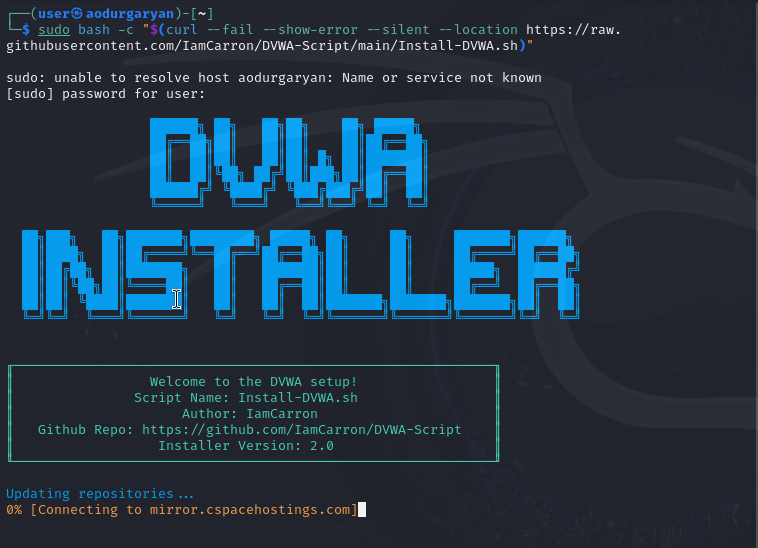 ┌──(user㉿aodurgaryan)-[~]
└─$ sudo bash -c "$(curl --fail --show-error --silent --location https://raw.
githubusercontent.com/IamCarron/DVWA-Script/main/Install-DVWA.sh)"
sudo: unable to resolve host aodurgaryan: Name or service not known
[sudo] password for user:
DVWA
INSTALLER
Welcome to the DVWA setup!
Script Name: Install-DVWA.sh
Author: IamCarron
Github Repo: https://github.com/IamCarron/DVWA-Script
Installer Version: 2.0
Updating repositories...
0% [Connecting to mirror.cspacehostings.com]